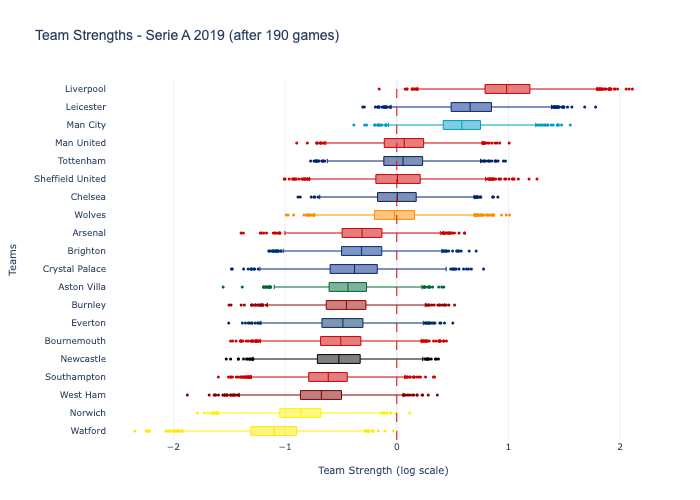 Team Strengths - Serie A 2019 (after 190 games)
Liverpool
Leicester
Man City
Man United
Tottenham
Sheffield United
Chelsea
Wolves
Arsenal
Brighton
Crystal Palace
Aston Villa
Burnley
Everton
Bournemouth
Newcastle
Southampton
West Ham
Norwich
Watford
Teams
−2 −1 0 1 2
Team Strength (log scale)